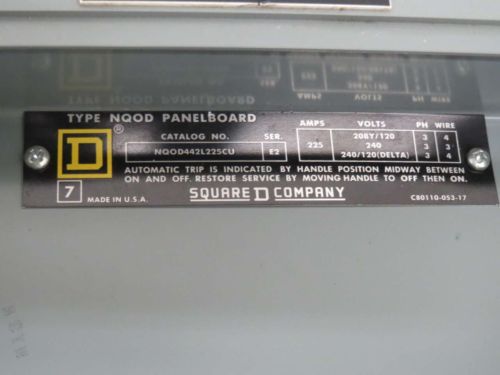 TYPE NQOD PANELBOARD
D ®
7
MADE IN U.S.A.
CATALOG NO. SER.
NQOD442L225CU E2
AMPS VOLTS PH WIRE
225 208Y/120 3 4
240 3 3
240/120(DELTA) 3 4
AUTOMATIC TRIP IS INDICATED BY HANDLE POSITION MIDWAY BETWEEN
ON AND OFF. RESTORE SERVICE BY MOVING HANDLE TO OFF THEN ON.
SQUARE D COMPANY
C80110-053-17